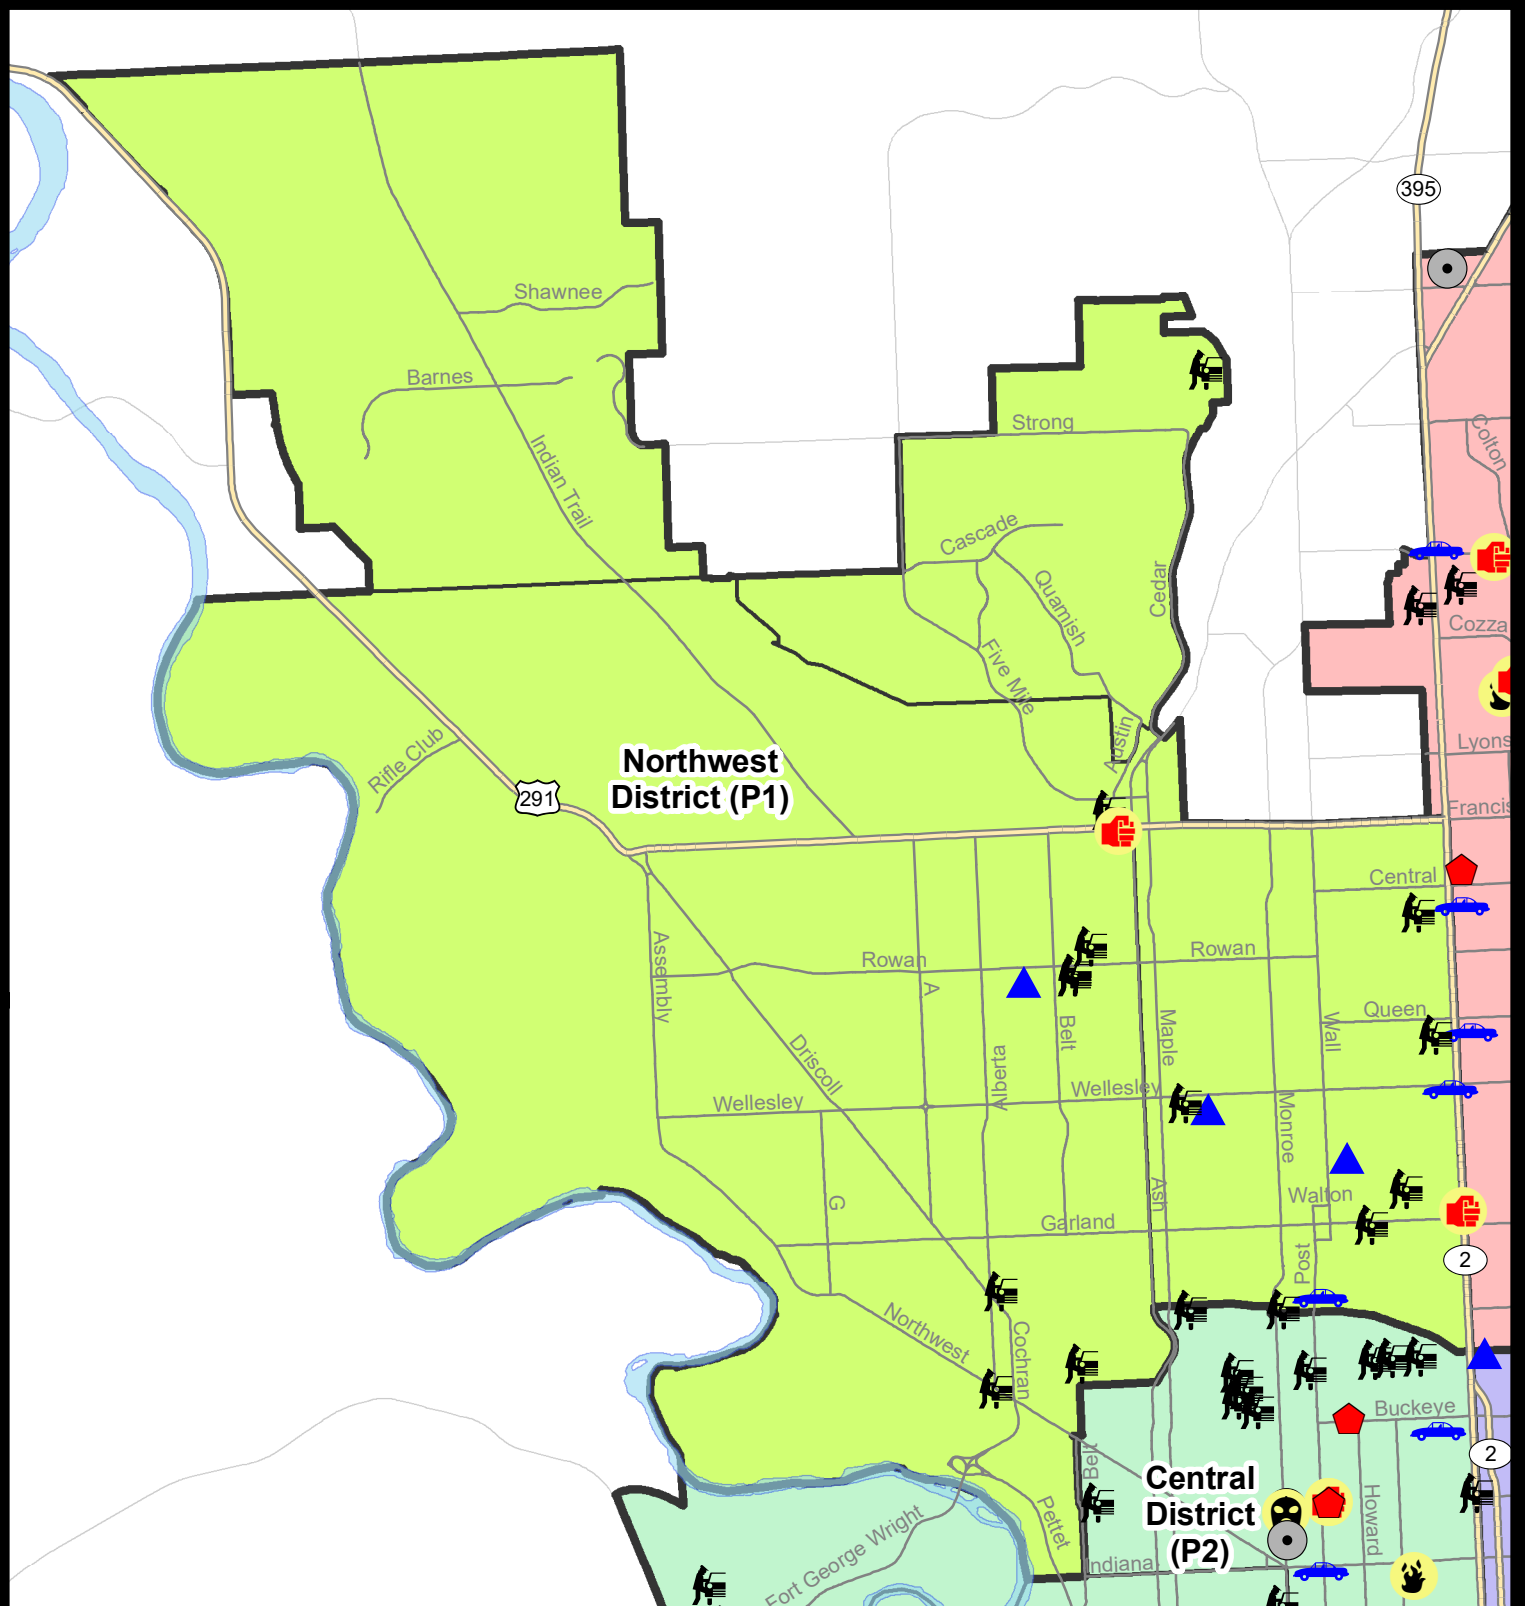 395
Shawnee
Barnes
Strong
Colton
Indian Trail
Cascade
Quamish
Cedar
Cozza
Five Mile
Austin
Lyons
Rifle Club
Northwest
District (P1)
291
Francis
Central
Assembly
Rowan
Rowan
A
Queen
Belt
Maple
Wall
Driscoll
Alberta
Wellesley
Wellesley
Monroe
G
Ash
Walton
Garland
Post
2
Northwest
Cochran
Buckeye
Belt
2
Central
District
(P2)
Howard
Pettet
Fort George Wright
Indiana